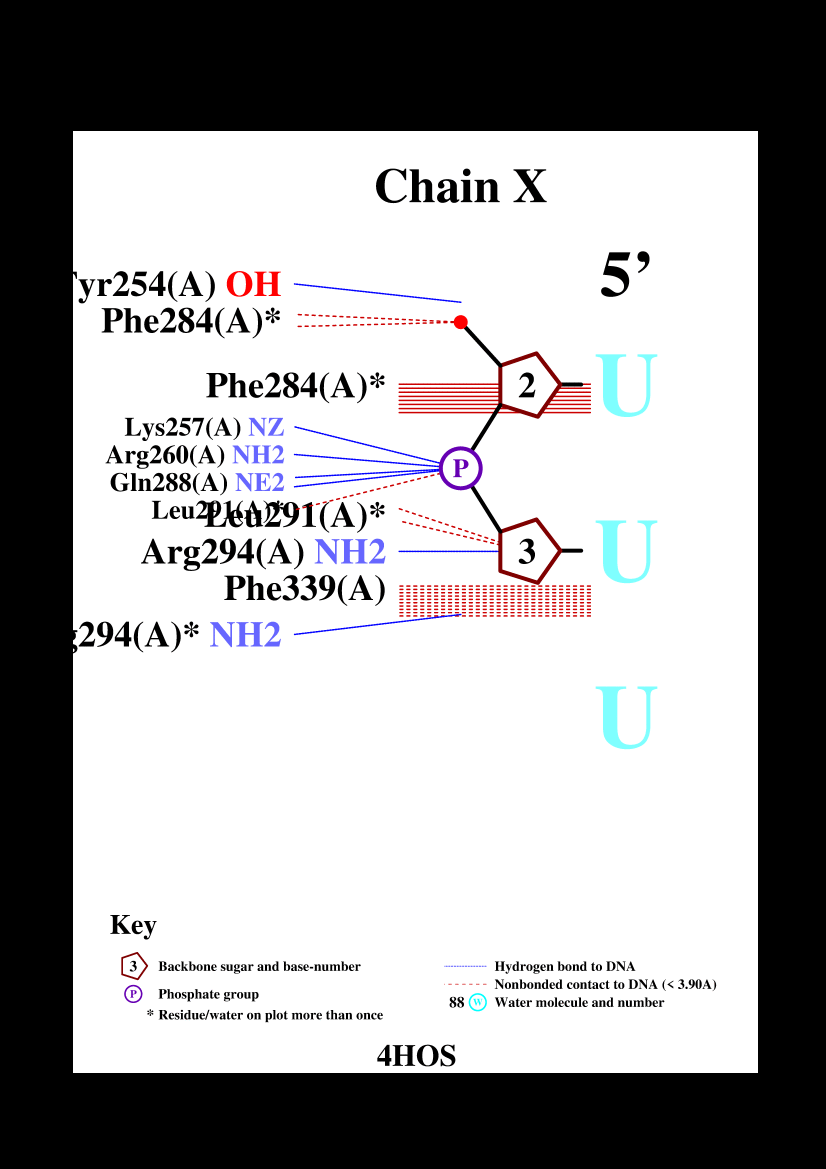 Chain X
5’
Tyr254(A) OH
Phe284(A)*
Phe284(A)*
2
U
Lys257(A) NZ
Arg260(A) NH2
P
Gln288(A) NE2
Leu291(A)*
Leu291(A)*
Arg294(A) NH2
3
U
Phe339(A)
g294(A)* NH2
U
Key
3 Backbone sugar and base-number
P Phosphate group
* Residue/water on plot more than once
Hydrogen bond to DNA
Nonbonded contact to DNA (< 3.90A)
88 W Water molecule and number
4HOS